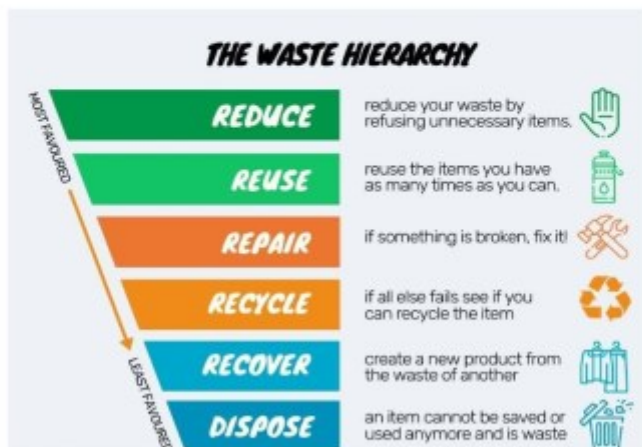 THE WASTE HIERARCHY
MOST FAVOURED
REDUCE
reduce your waste by
refusing unnecessary items.
REUSE
reuse the items you have
as many times as you can.
REPAIR
if something is broken, fix it!
RECYCLE
if all else fails see if you
can recycle the item
RECOVER
create a new product from
the waste of another
LEAST FAVOURED
DISPOSE
an item cannot be saved or
used anymore and is waste